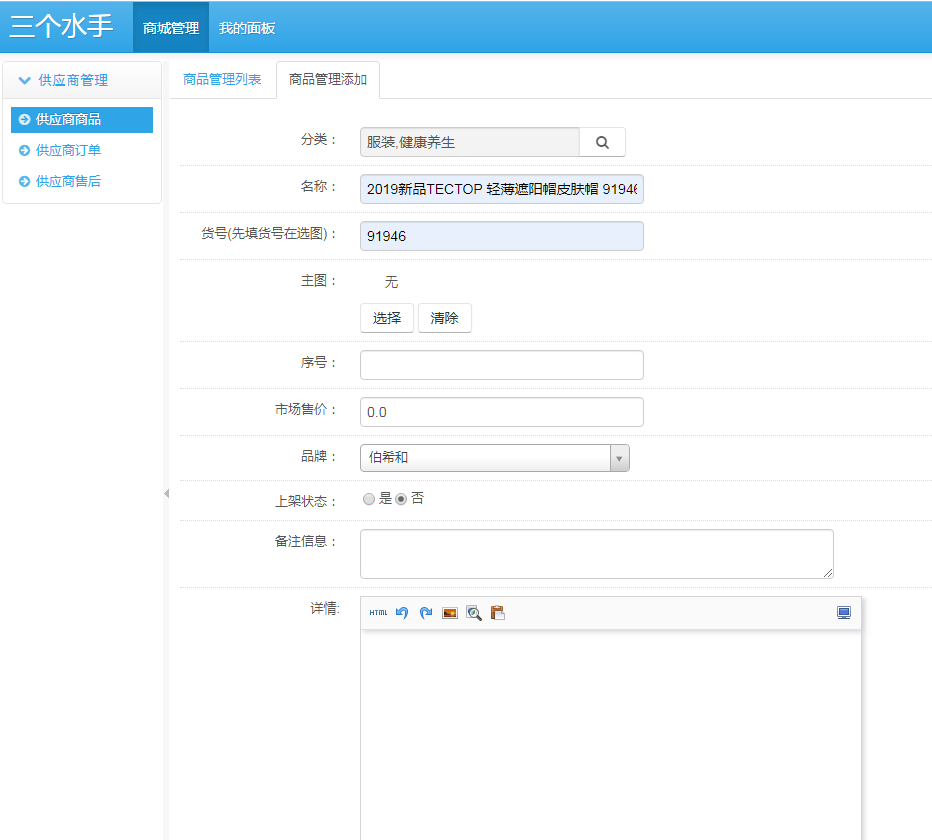 三个水手 商城管理 我的面板
供应商管理
供应商商品
供应商订单
供应商售后
商品管理列表 商品管理添加
分类： 服装,健康养生
名称： 2019新品TECTOP 轻薄遮阳帽皮肤帽 91946
货号(先填货号在选图)： 91946
主图： 无
选择 清除
序号：
市场售价： 0.0
品牌： 伯希和
上架状态： 是 否
备注信息：
详情: HTML